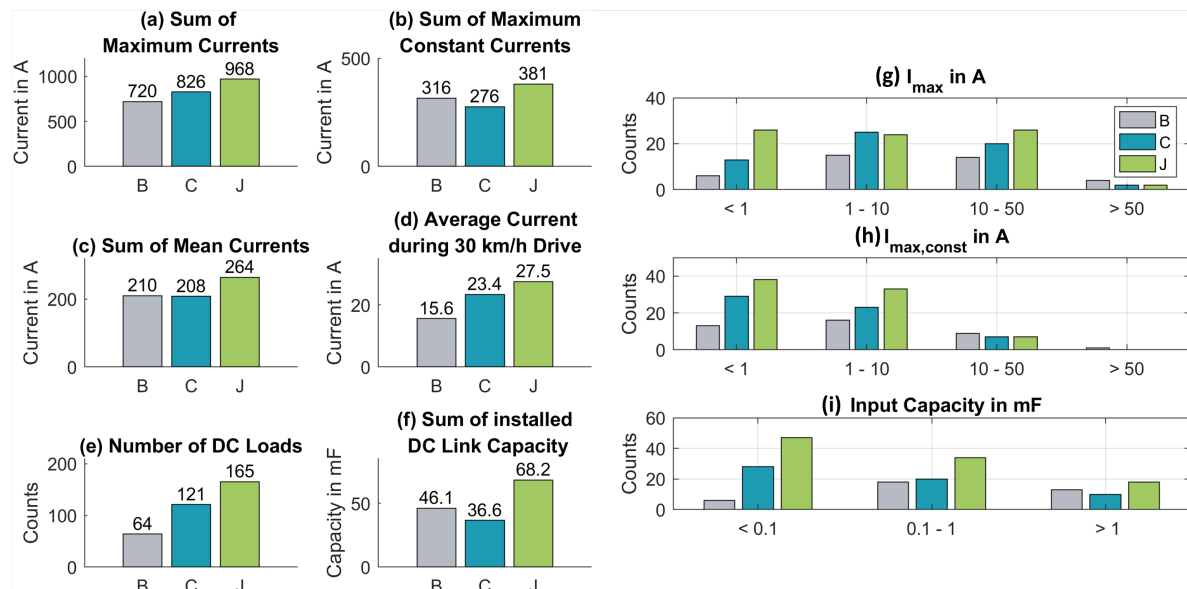 (a) Sum of
Maximum Currents
Current in A
1000
500
0
720
826
968
B
C
J
(b) Sum of Maximum
Constant Currents
Current in A
500
0
316
276
381
B
C
J
(c) Sum of Mean Currents
Current in A
200
0
210
208
264
B
C
J
(d) Average Current
during 30 km/h Drive
Current in A
20
0
15.6
23.4
27.5
B
C
J
(e) Number of DC Loads
Counts
200
100
0
64
121
165
B
C
J
(f) Sum of installed
DC Link Capacity
Capacity in mF
50
0
46.1
36.6
68.2
B
C
J
(g) Imax in A
Counts
40
20
0
< 1
1 - 10
10 - 50
> 50
B
C
J
(h) Imax,const in A
Counts
40
20
0
< 1
1 - 10
10 - 50
> 50
(i) Input Capacity in mF
Counts
60
40
20
0
< 0.1
0.1 - 1
> 1